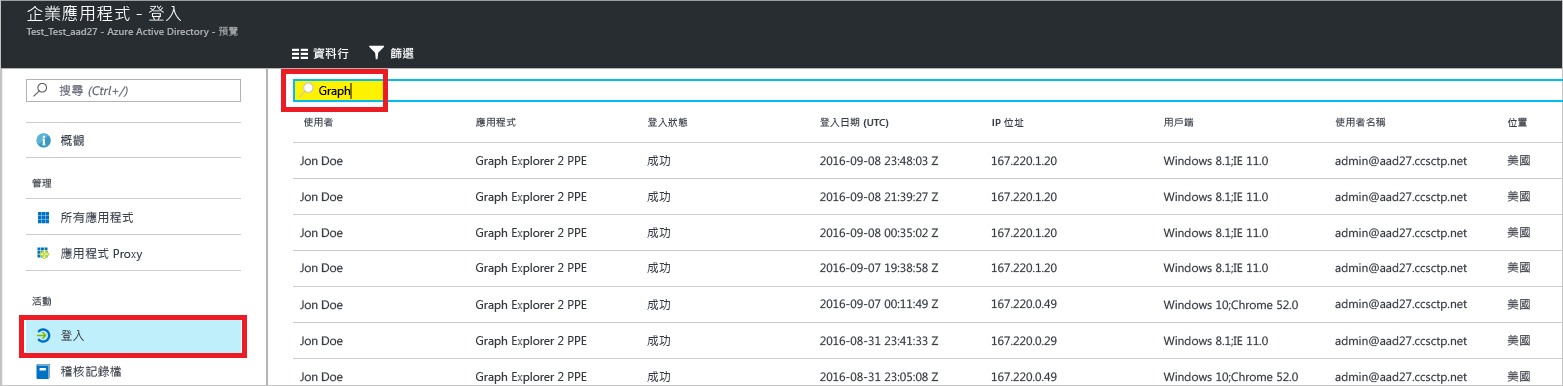 企業應用程式 - 登入
Test_Test_aad27 - Azure Active Directory - 預覽
資料行 篩選
搜尋 (Ctrl+/)
概觀
管理
所有應用程式
應用程式 Proxy
活動
登入
稽核記錄檔
Graph
使用者 應用程式 登入狀態 登入日期 (UTC) IP 位址 用戶端 使用者名稱 位置
Jon Doe Graph Explorer 2 PPE 成功 2016-09-08 23:48:03 Z 167.220.1.20 Windows 8.1;IE 11.0 admin@aad27.ccsctp.net 美國
Jon Doe Graph Explorer 2 PPE 成功 2016-09-08 21:39:27 Z 167.220.1.20 Windows 8.1;IE 11.0 admin@aad27.ccsctp.net 美國
Jon Doe Graph Explorer 2 PPE 成功 2016-09-08 00:35:02 Z 167.220.1.20 Windows 8.1;IE 11.0 admin@aad27.ccsctp.net 美國
Jon Doe Graph Explorer 2 PPE 成功 2016-09-07 19:38:58 Z 167.220.1.20 Windows 8.1;IE 11.0 admin@aad27.ccsctp.net 美國
Jon Doe Graph Explorer 2 PPE 成功 2016-09-07 00:11:49 Z 167.220.0.49 Windows 10;Chrome 52.0 admin@aad27.ccsctp.net 美國
Jon Doe Graph Explorer 2 PPE 成功 2016-08-31 23:41:33 Z 167.220.0.29 Windows 8.1;IE 11.0 admin@aad27.ccsctp.net 美國
Jon Doe Graph Explorer 2 PPE 成功 2016-08-31 23:05:08 Z 167.220.0.49 Windows 10;Chrome 52.0 admin@aad27.ccsctp.net 美國